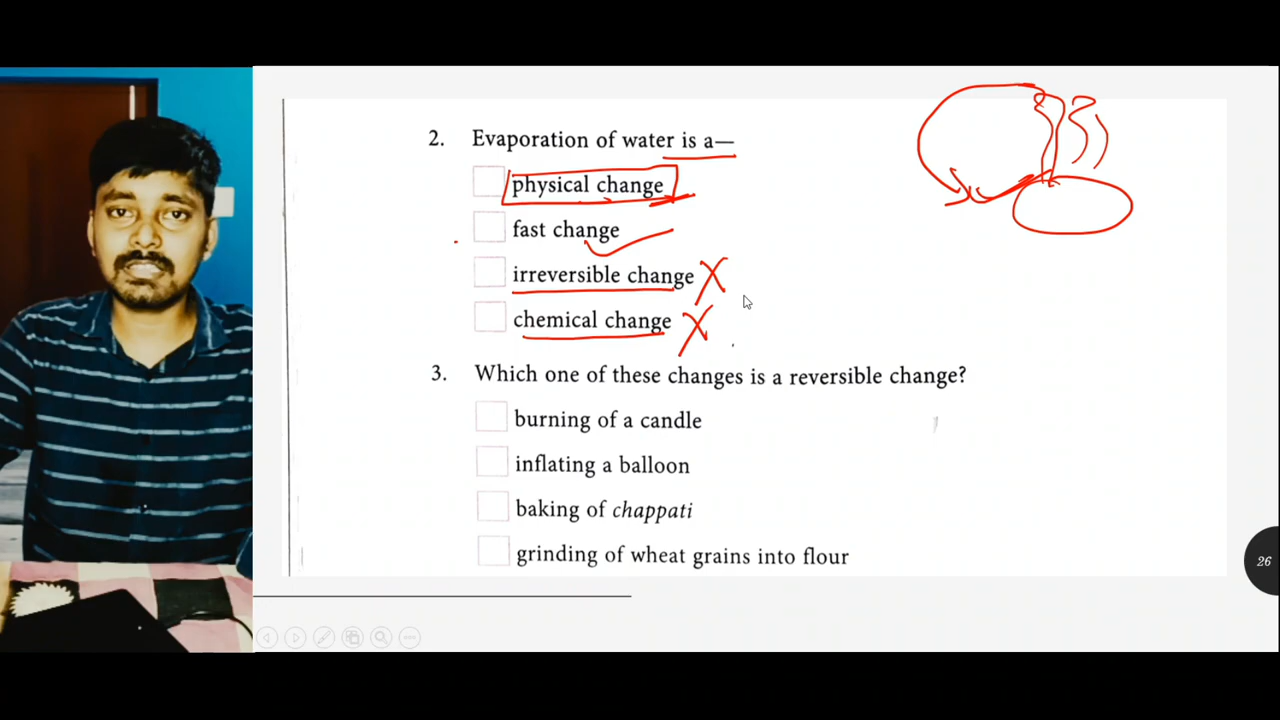 2. Evaporation of water is a—
physical change
fast change
irreversible change
chemical change
3. Which one of these changes is a reversible change?
burning of a candle
inflating a balloon
baking of chappati
grinding of wheat grains into flour
26